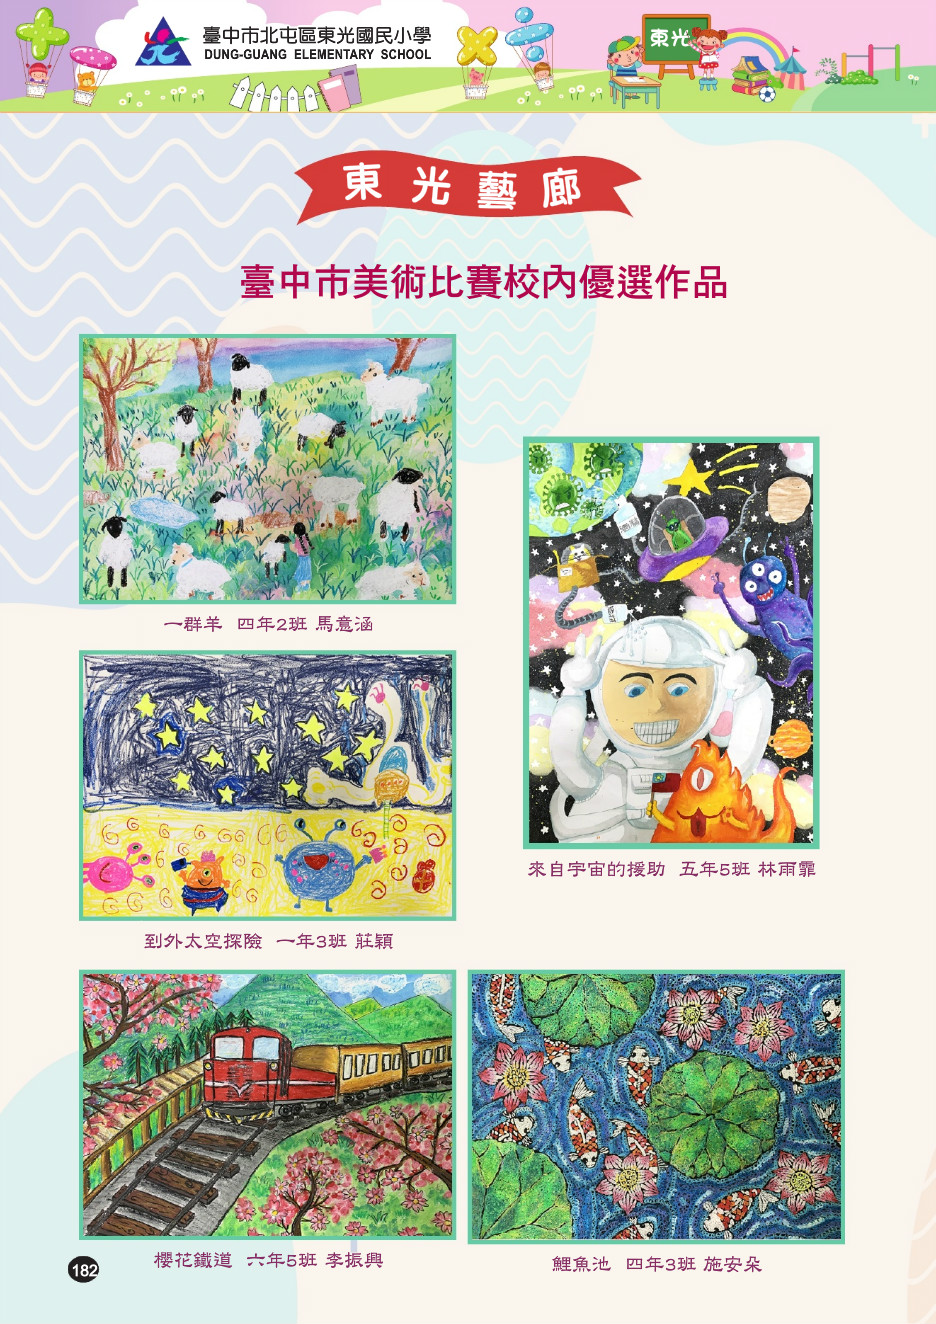 臺中市北屯區東光國民小學
DUNG-GUANG ELEMENTARY SCHOOL
東光
東光藝廊
臺中市美術比賽校內優選作品
一群羊 四年2班 馬意涵
來自宇宙的援助 五年5班 林雨霏
到外太空探險 一年3班 莊穎
櫻花鐵道 六年5班 李振興
鯉魚池 四年3班 施安朵
182